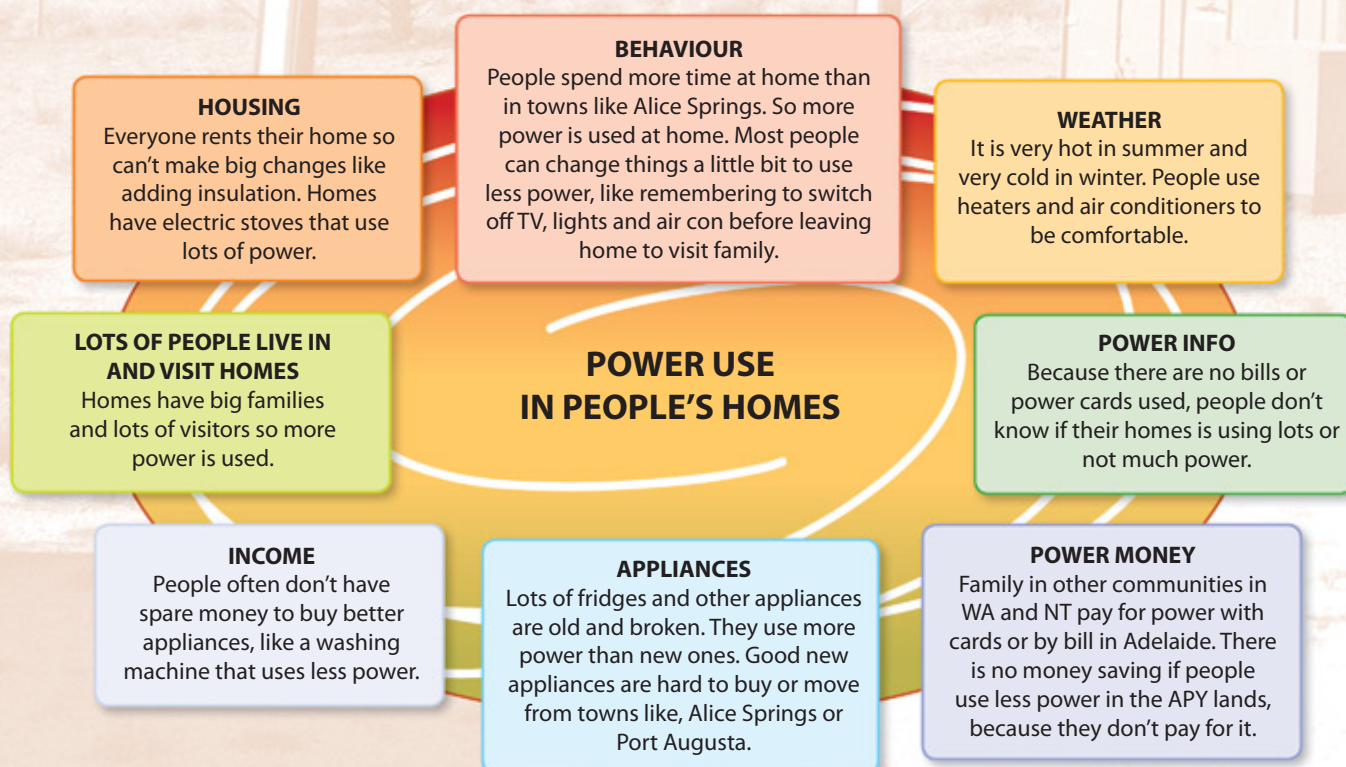 BEHAVIOUR
People spend more time at home than
in towns like Alice Springs. So more
power is used at home. Most people
can change things a little bit to use
less power, like remembering to switch
off TV, lights and air con before leaving
home to visit family.
HOUSING
Everyone rents their home so
can't make big changes like
adding insulation. Homes
have electric stoves that use
lots of power.
WEATHER
It is very hot in summer and
very cold in winter. People use
heaters and air conditioners to
be comfortable.
LOTS OF PEOPLE LIVE IN
AND VISIT HOMES
Homes have big families
and lots of visitors so more
power is used.
POWER USE
IN PEOPLE'S HOMES
POWER INFO
Because there are no bills or
power cards used, people don't
know if their homes is using lots or
not much power.
INCOME
People often don't have
spare money to buy better
appliances, like a washing
machine that uses less power.
APPLIANCES
Lots of fridges and other appliances
are old and broken. They use more
power than new ones. Good new
appliances are hard to buy or move
from towns like, Alice Springs or
Port Augusta.
POWER MONEY
Family in other communities in
WA and NT pay for power with
cards or by bill in Adelaide. There
is no money saving if people
use less power in the APY lands,
because they don't pay for it.